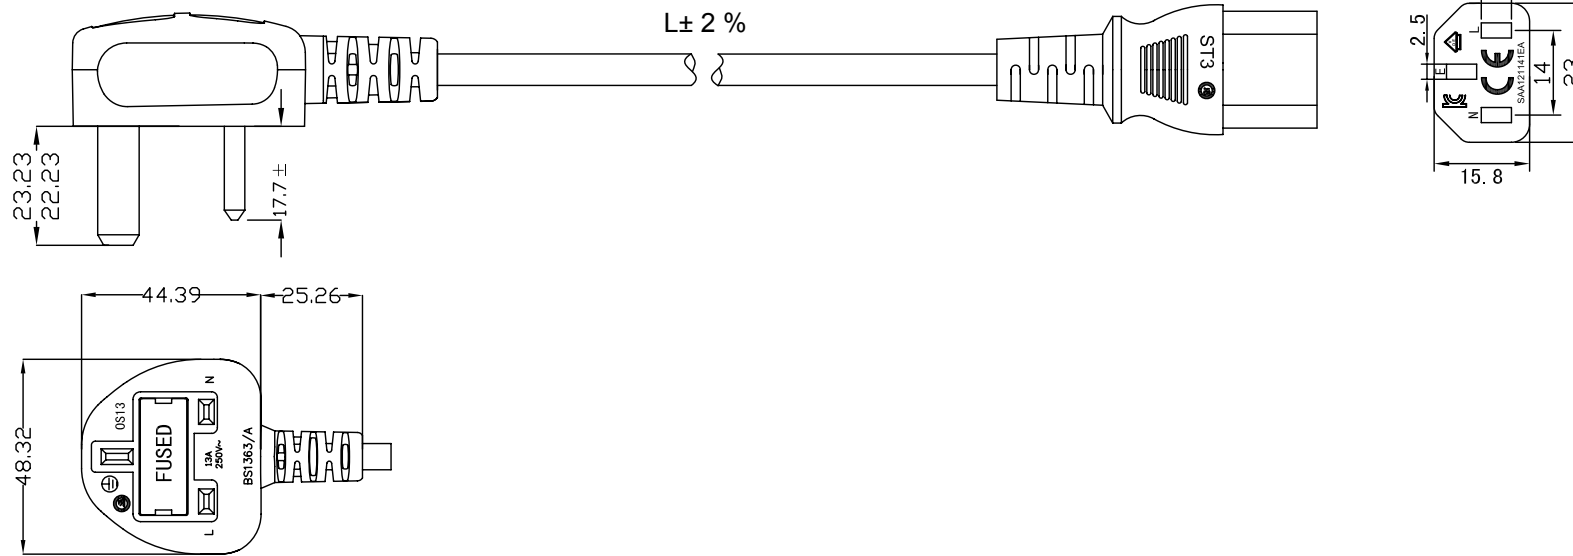 L± 2 %
ST3
23.23
22.23
17.7 ±
2.5
L
E
N
SAA121141EA
14
23
15.8
44.39
25.26
48.32
OS13
N
FUSED
13A
250V~
BS1363/A
L